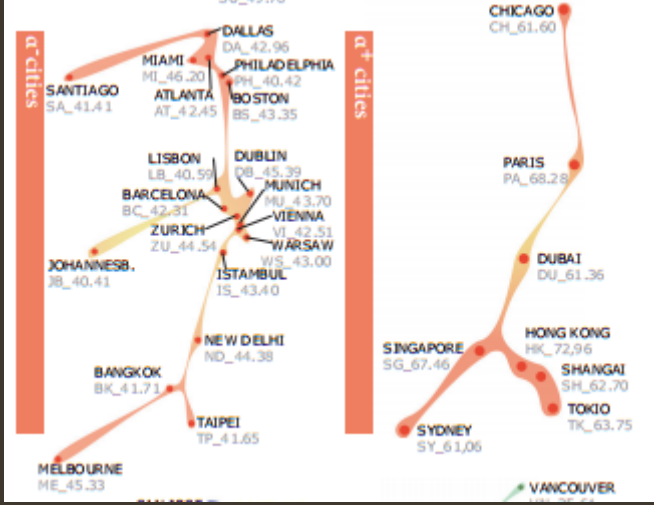 α⁻cities
DALLAS
DA_42.96
MIAMI
MI_46.20
PHILADELPHIA
PH_40.42
SANTIAGO
SA_41.41
ATLANTA
AT_42.45
BOSTON
BS_43.35
LISBON
LB_40.59
DUBLIN
DB_45.39
MUNICH
MU_43.70
BARCELONA
BC_42.31
VIENNA
VI_42.51
ZURICH
ZU_44.54
WARSAW
WS_43.00
JOHANNESB.
JB_40.41
ISTAMBUL
IS_43.40
NEW DELHI
ND_44.38
BANGKOK
BK_41.71
TAIPEI
TP_41.65
MELBOURNE
ME_45.33
α⁺ cities
CHICAGO
CH_61.60
PARIS
PA_68.28
DUBAI
DU_61.36
HONG KONG
HK_72,96
SINGAPORE
SG_67.46
SHANGAI
SH_62.70
TOKIO
TK_63.75
SYDNEY
SY_61,06
VANCOUVER